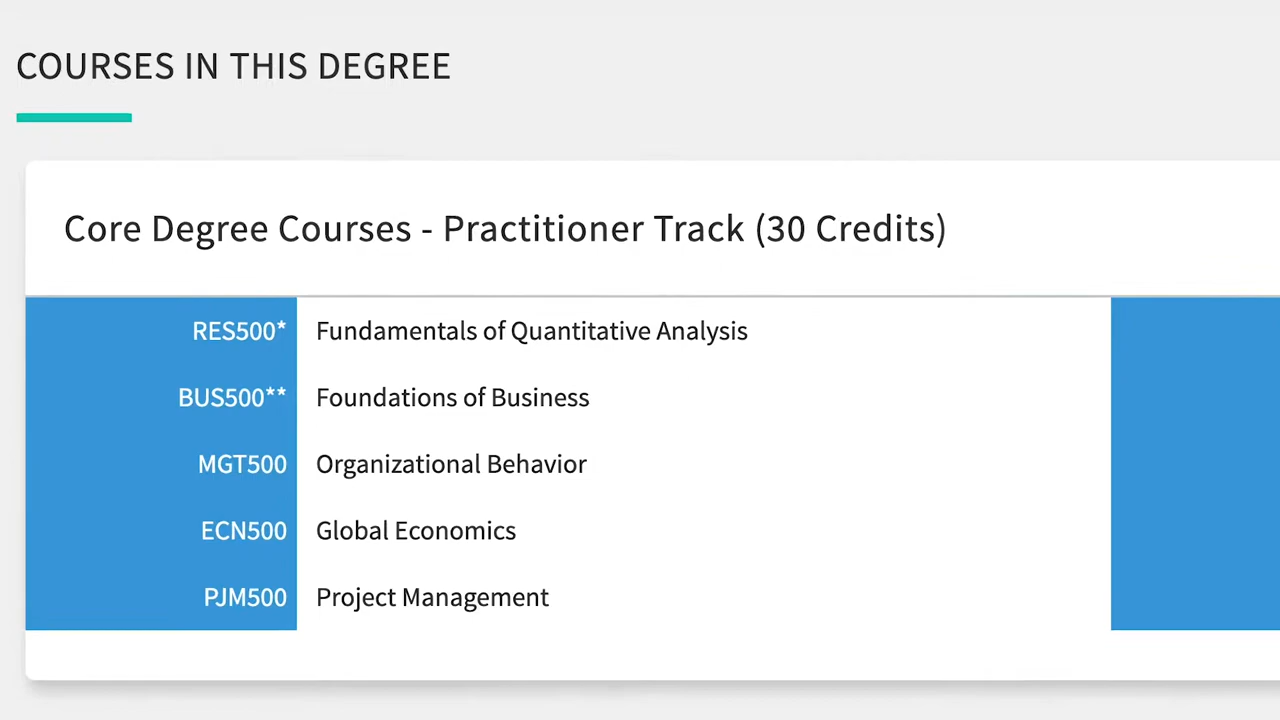 COURSES IN THIS DEGREE
Core Degree Courses - Practitioner Track (30 Credits)
RES500* Fundamentals of Quantitative Analysis
BUS500** Foundations of Business
MGT500 Organizational Behavior
ECN500 Global Economics
PJM500 Project Management